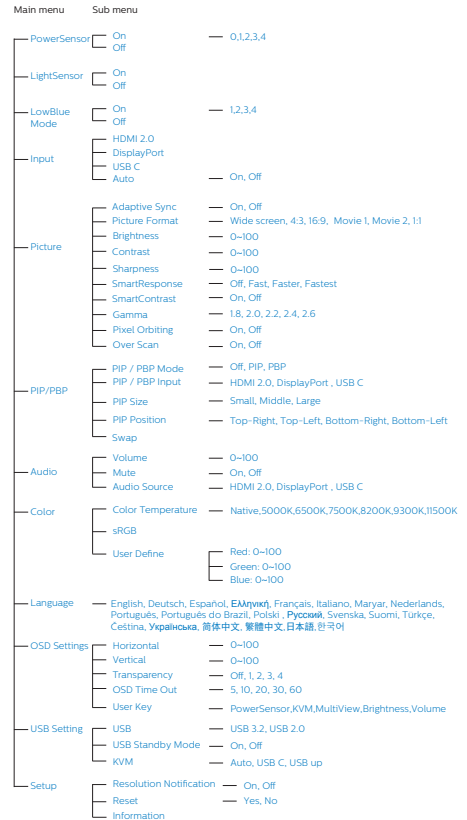 Main menu Sub menu
PowerSensor On 0,1,2,3,4
Off
LightSensor On
Off
LowBlue Mode On 1,2,3,4
Off
Input HDMI 2.0
DisplayPort
USB C
Auto On, Off
Picture Adaptive Sync On, Off
Picture Format Wide screen, 4:3, 16:9, Movie 1, Movie 2, 1:1
Brightness 0~100
Contrast 0~100
Sharpness 0~100
SmartResponse Off, Fast, Faster, Fastest
SmartContrast On, Off
Gamma 1.8, 2.0, 2.2, 2.4, 2.6
Pixel Orbiting On, Off
Over Scan On, Off
PIP/PBP PIP / PBP Mode Off, PIP, PBP
PIP / PBP Input HDMI 2.0, DisplayPort , USB C
PIP Size Small, Middle, Large
PIP Position Top-Right, Top-Left, Bottom-Right, Bottom-Left
Swap
Audio Volume 0~100
Mute On, Off
Audio Source HDMI 2.0, DisplayPort , USB C
Color Color Temperature Native,5000K,6500K,7500K,8200K,9300K,11500K
sRGB
User Define Red: 0~100
Green: 0~100
Blue: 0~100
Language English, Deutsch, Español, Ελληνική, Français, Italiano, Maryar, Nederlands,
Português, Português do Brazil, Polski , Русский, Svenska, Suomi, Türkçe,
Čeština, Українська, 简体中文, 繁體中文,日本語,한국어
OSD Settings Horizontal 0~100
Vertical 0~100
Transparency Off, 1, 2, 3, 4
OSD Time Out 5, 10, 20, 30, 60
User Key PowerSensor,KVM,MultiView,Brightness,Volume
USB Setting USB USB 3.2, USB 2.0
USB Standby Mode On, Off
KVM Auto, USB C, USB up
Setup Resolution Notification On, Off
Reset Yes, No
Information